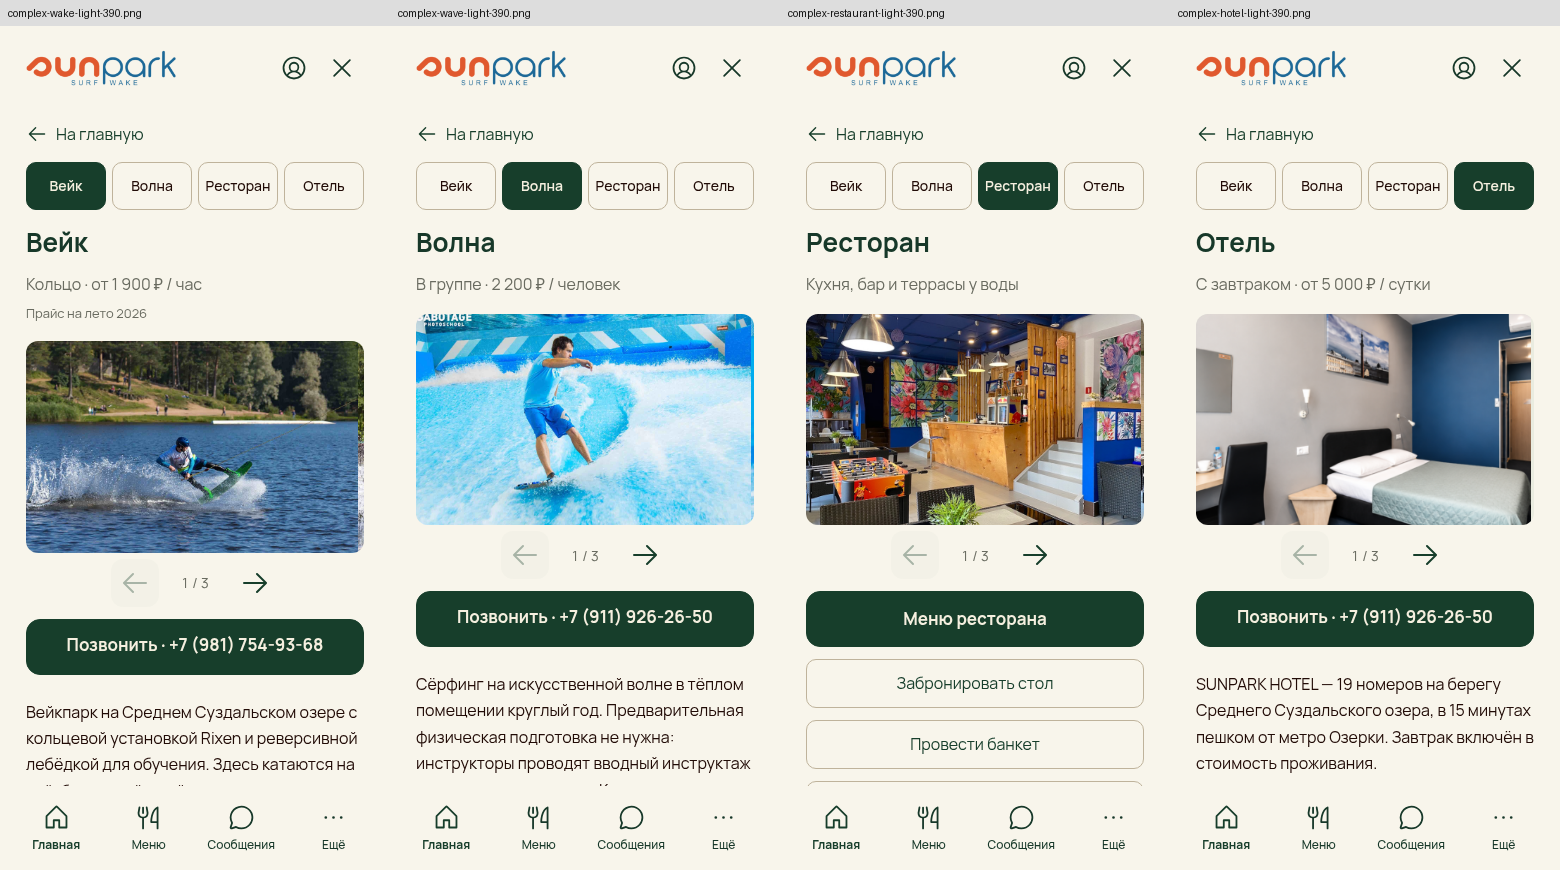 complex-wake-light-390.png
sunpark
SURF WAKE
На главную
Вейк
Волна
Ресторан
Отель
Вейк
Кольцо · от 1 900 ₽ / час
Прайс на лето 2026
1 / 3
Позвонить · +7 (981) 754-93-68
Вейкпарк на Среднем Суздальском озере с
кольцевой установкой Rixen и реверсивной
лебёдкой для обучения. Здесь катаются на
Главная
Меню
Сообщения
Ещё
complex-wave-light-390.png
sunpark
SURF WAKE
На главную
Вейк
Волна
Ресторан
Отель
Волна
В группе · 2 200 ₽ / человек
SABOTAGE
PHOTOSCHOOL
1 / 3
Позвонить · +7 (911) 926-26-50
Сёрфинг на искусственной волне в тёплом
помещении круглый год. Предварительная
физическая подготовка не нужна:
инструкторы проводят вводный инструктаж
Главная
Меню
Сообщения
Ещё
complex-restaurant-light-390.png
sunpark
SURF WAKE
На главную
Вейк
Волна
Ресторан
Отель
Ресторан
Кухня, бар и террасы у воды
1 / 3
Меню ресторана
Забронировать стол
Провести банкет
Главная
Меню
Сообщения
Ещё
complex-hotel-light-390.png
sunpark
SURF WAKE
На главную
Вейк
Волна
Ресторан
Отель
Отель
С завтраком · от 5 000 ₽ / сутки
1 / 3
Позвонить · +7 (911) 926-26-50
SUNPARK HOTEL — 19 номеров на берегу
Среднего Суздальского озера, в 15 минутах
пешком от метро Озерки. Завтрак включён в
стоимость проживания.
Главная
Меню
Сообщения
Ещё